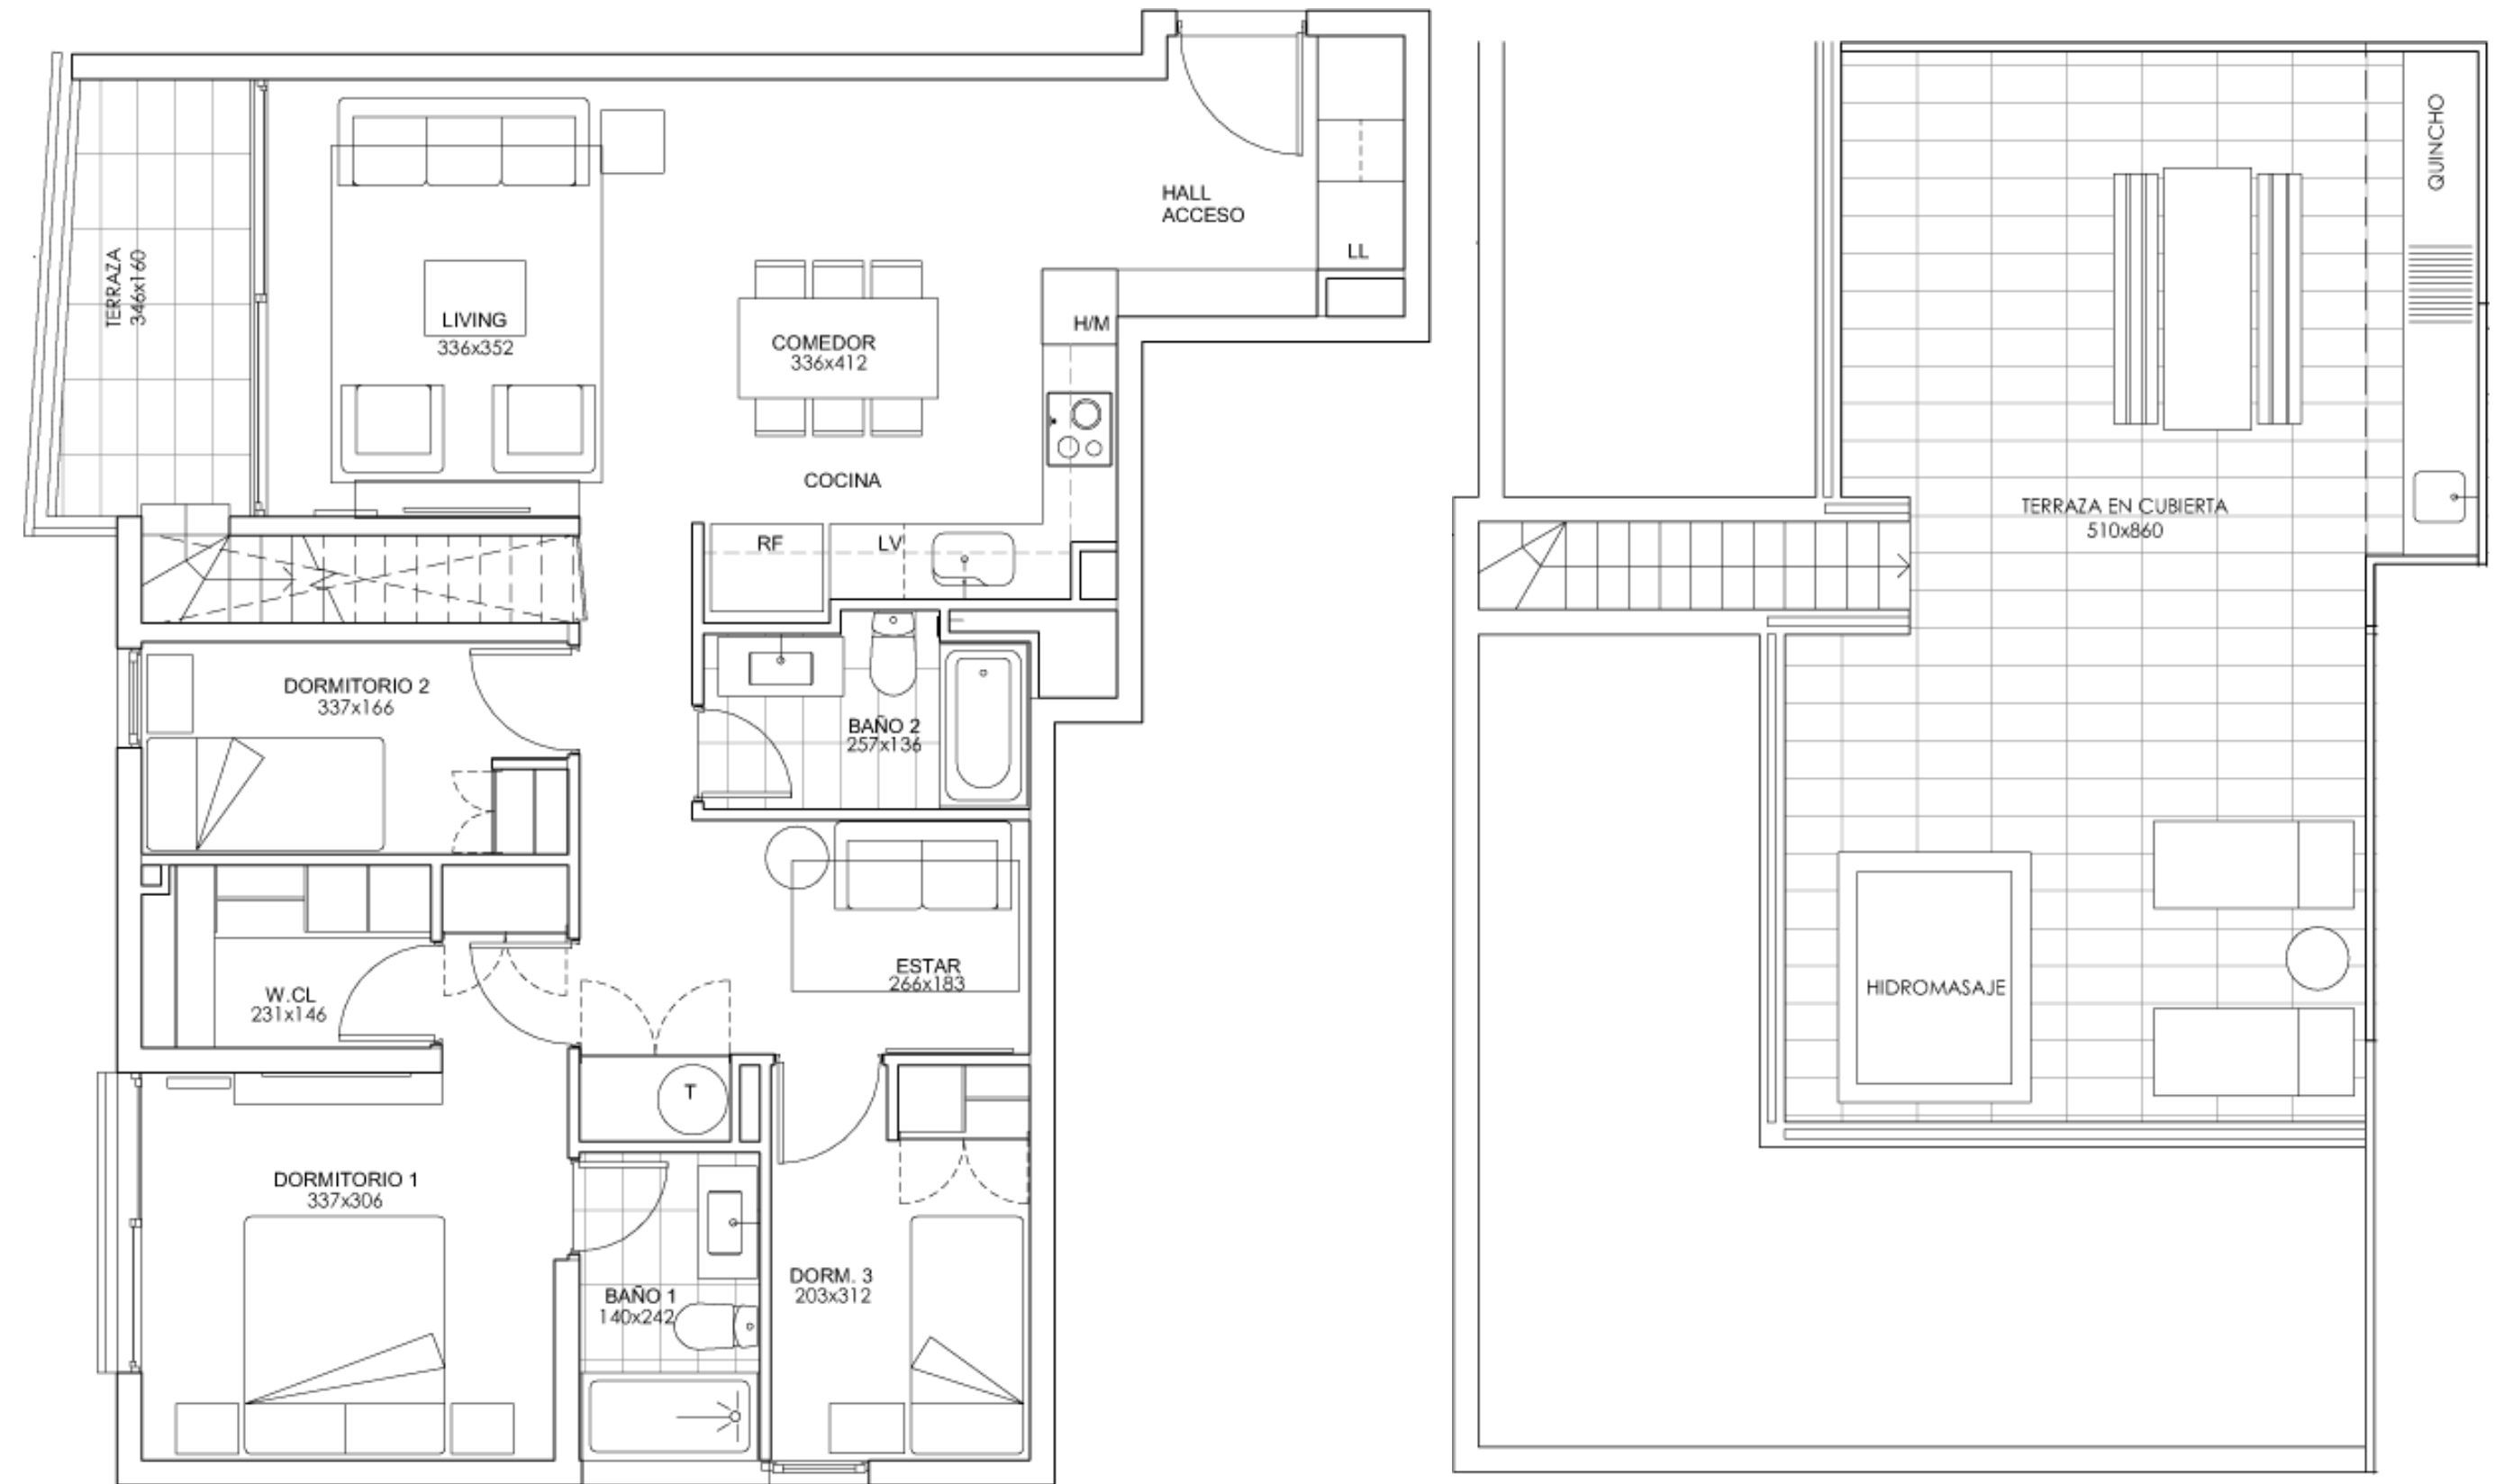 HALL
ACCESO
LL
TERRAZA
346x160
LIVING
336x352
COMEDOR
336x412
H/M
COCINA
RF
LV
DORMITORIO 2
337x166
BAÑO 2
257x136
W.CL
231x146
ESTAR
266x183
T
DORMITORIO 1
337x306
BAÑO 1
140x242
DORM. 3
203x312
QUINCHO
TERRAZA EN CUBIERTA
510x860
HIDROMASAJE